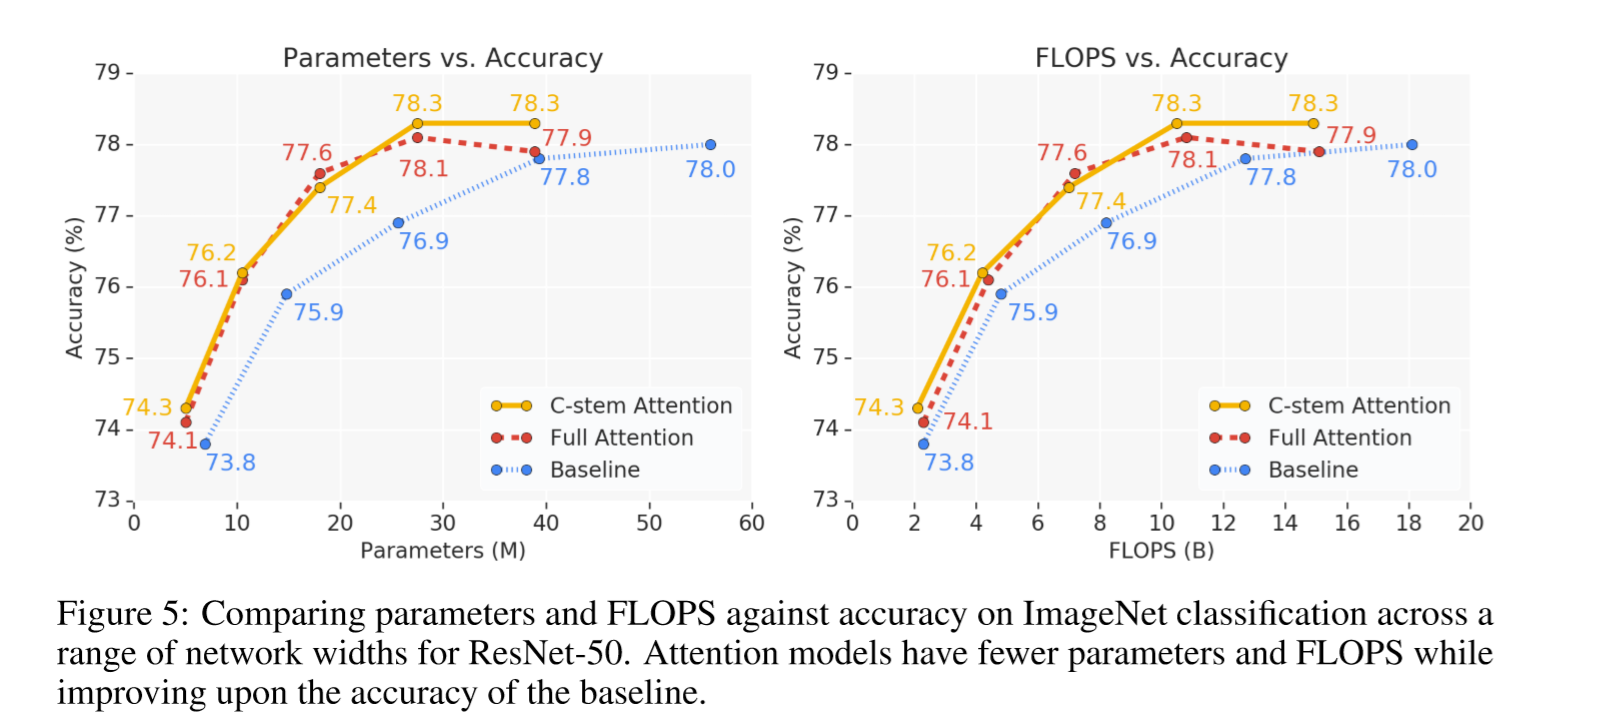 Parameters vs. Accuracy
79
78
77
76
75
74
73
Accuracy (%)
78.3
78.3
77.6
77.9
78.1
77.8
78.0
77.4
76.9
76.2
76.1
75.9
74.3
74.1
73.8
C-stem Attention
Full Attention
Baseline
0 10 20 30 40 50 60
Parameters (M)
FLOPS vs. Accuracy
79
78
77
76
75
74
73
Accuracy (%)
78.3
78.3
77.6
77.9
78.1
77.8
78.0
77.4
76.9
76.2
76.1
75.9
74.3
74.1
73.8
C-stem Attention
Full Attention
Baseline
0 2 4 6 8 10 12 14 16 18 20
FLOPS (B)
Figure 5: Comparing parameters and FLOPS against accuracy on ImageNet classification across a
range of network widths for ResNet-50. Attention models have fewer parameters and FLOPS while
improving upon the accuracy of the baseline.